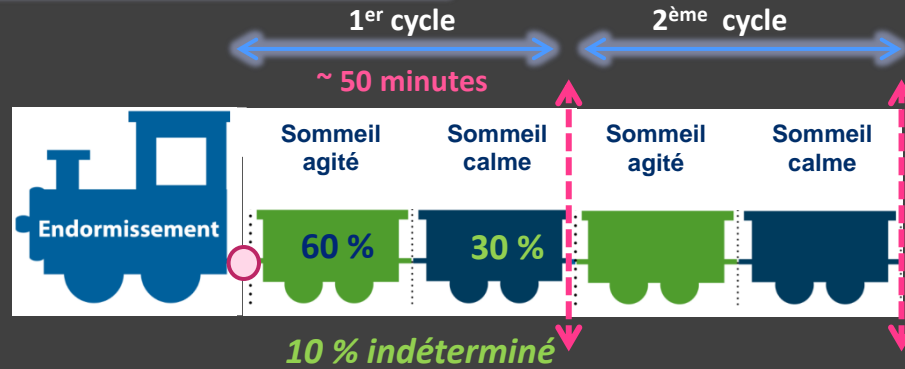 1er cycle
2ème cycle
~ 50 minutes
Sommeil agité
Sommeil calme
Sommeil agité
Sommeil calme
Endormissement
60 %
30 %
10 % indéterminé